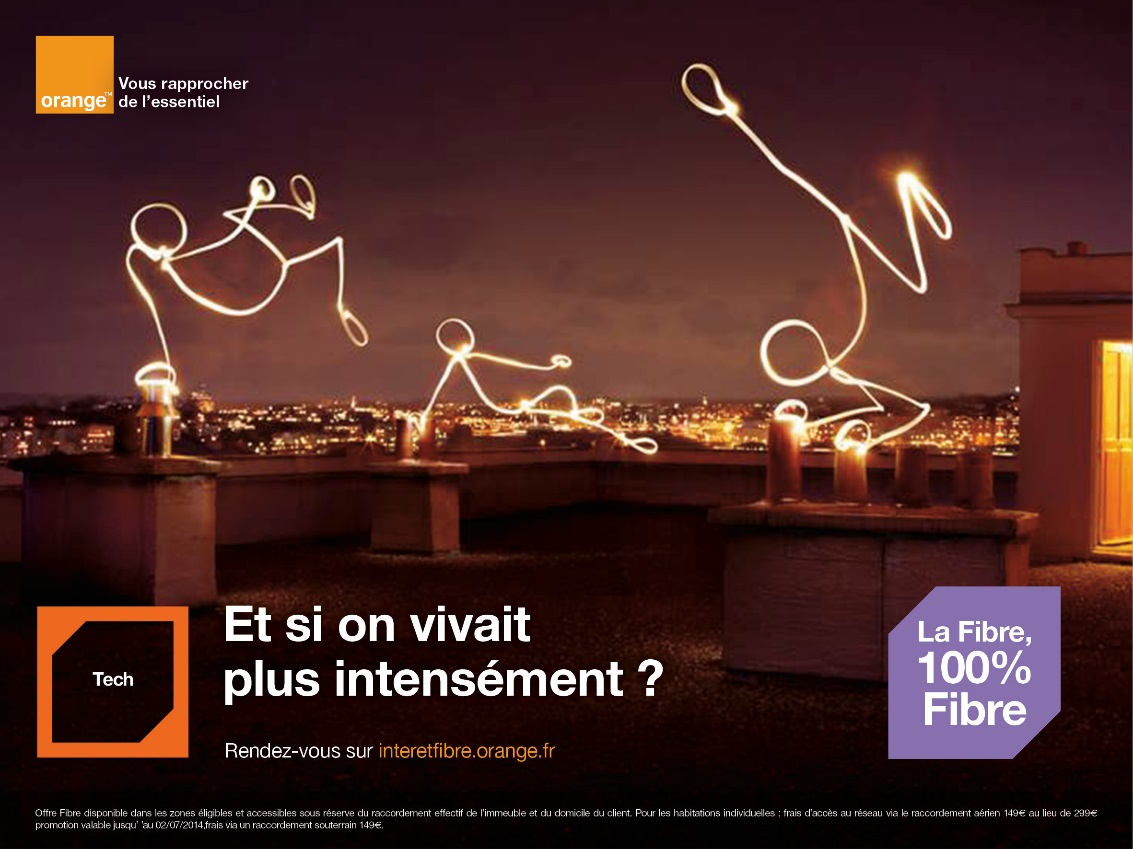 orange™
Vous rapprocher
de l'essentiel
Et si on vivait
plus intensément ?
Tech
Rendez-vous sur interetfibre.orange.fr
La Fibre,
100%
Fibre
Offre Fibre disponible dans les zones éligibles et accessibles sous réserve du raccordement effectif de l'immeuble et du domicile du client. Pour les habitations individuelles : frais d'accès au réseau via le raccordement aérien 149€ au lieu de 299€
promotion valable jusqu' 'au 02/07/2014,frais via un raccordement souterrain 149€.